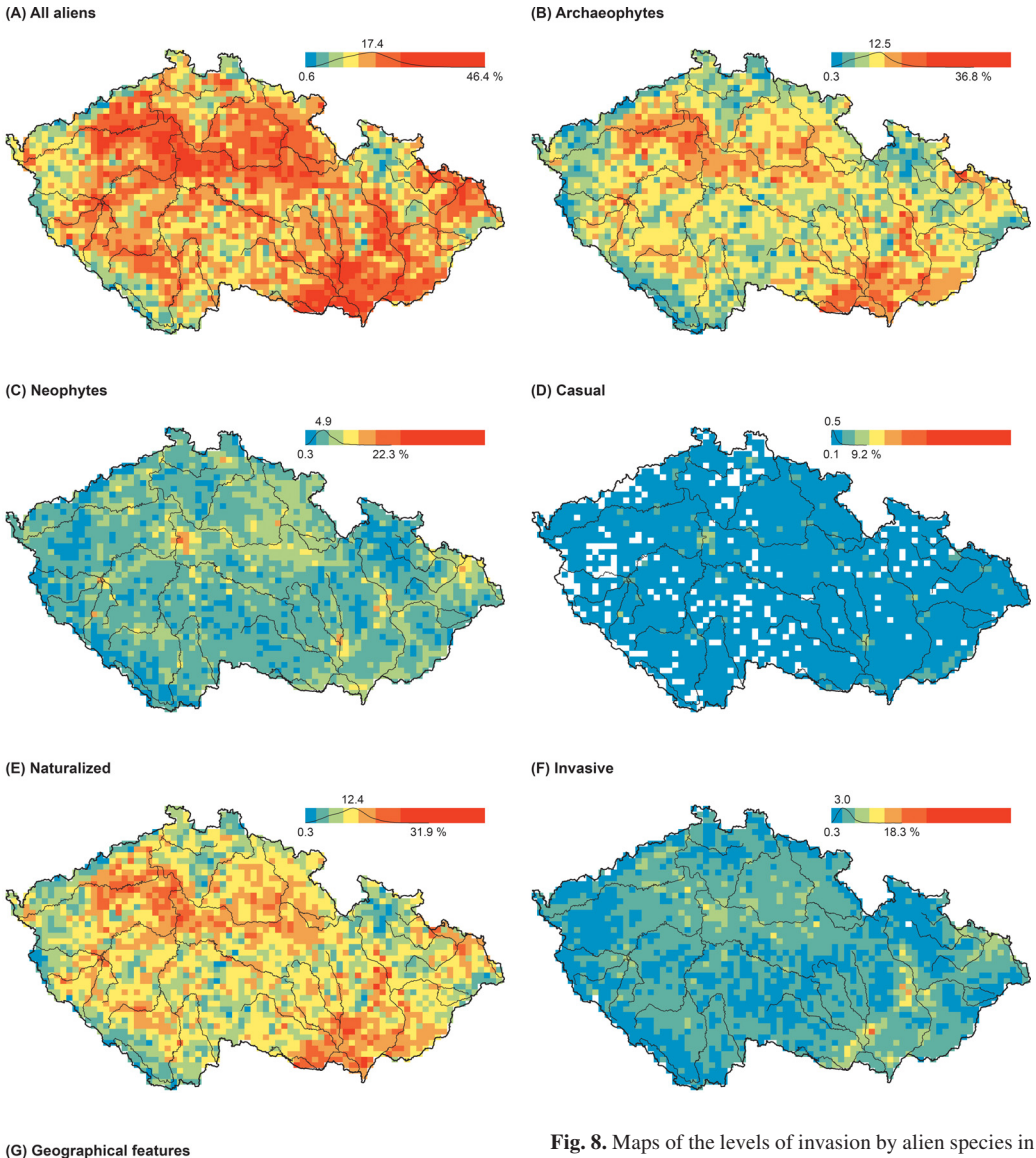 (A) All aliens
17.4
0.6
46.4 %
(B) Archaeophytes
12.5
0.3
36.8 %
(C) Neophytes
4.9
0.3
22.3 %
(D) Casual
0.5
0.1
9.2 %
(E) Naturalized
12.4
0.3
31.9 %
(F) Invasive
3.0
0.3
18.3 %
(G) Geographical features
Fig. 8. Maps of the levels of invasion by alien species in